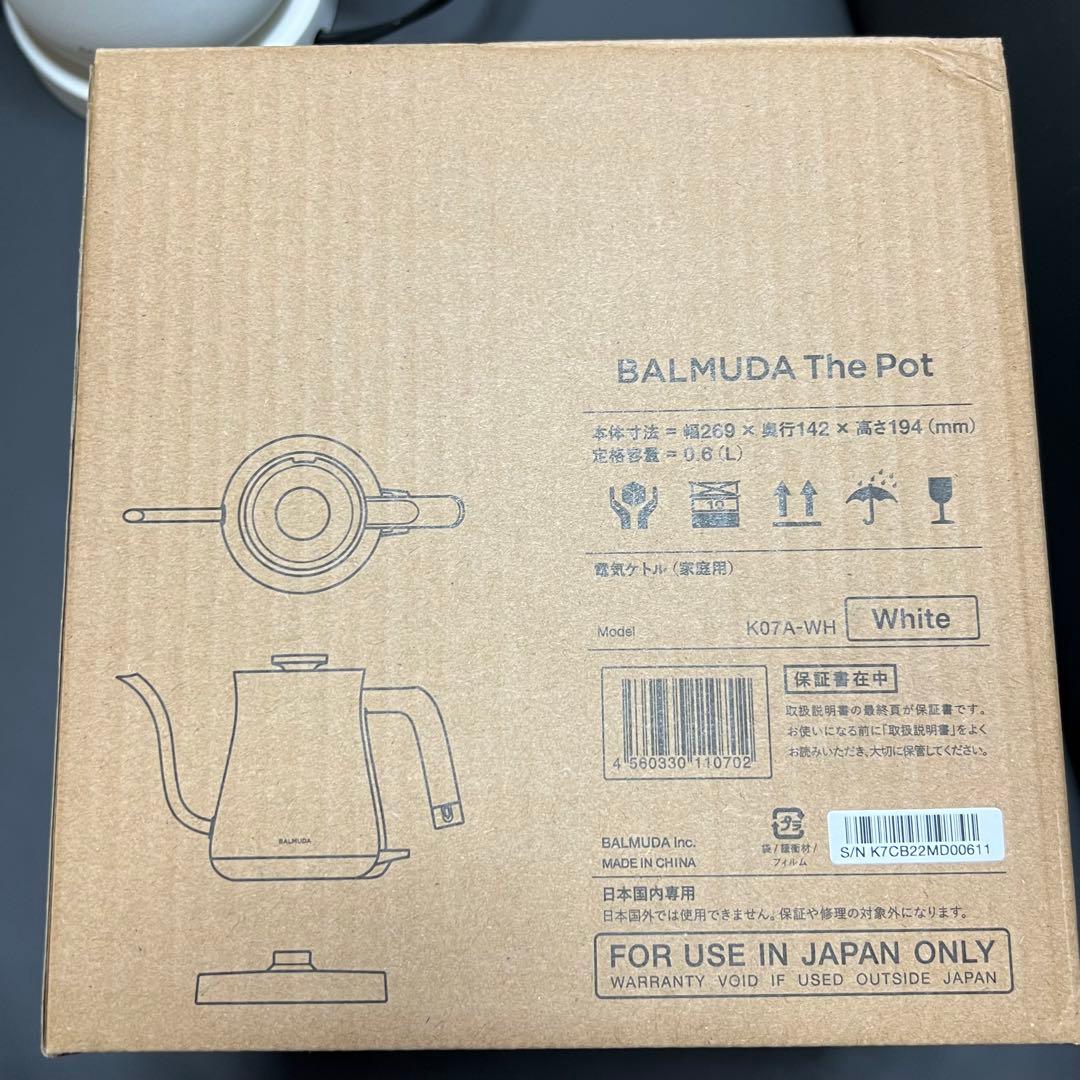 BALMUDA The Pot
本体寸法 = 幅269 × 奥行142 × 高さ194 (mm)
定格容量 = 0.6 (L)
10
電気ケトル (家庭用)
Model K07A-WH White
保証書在中
取扱説明書の最終頁が保証書です。
お使いになる前に「取扱説明書」をよく
お読みいただき、大切に保管してください。
4 560330 110702
BALMUDA
BALMUDA Inc.
MADE IN CHINA
プラ
袋 / 緩衝材 /
フィルム
S/N K7CB22MD00611
日本国内専用
日本国外では使用できません。保証や修理の対象外になります。
FOR USE IN JAPAN ONLY
WARRANTY VOID IF USED OUTSIDE JAPAN